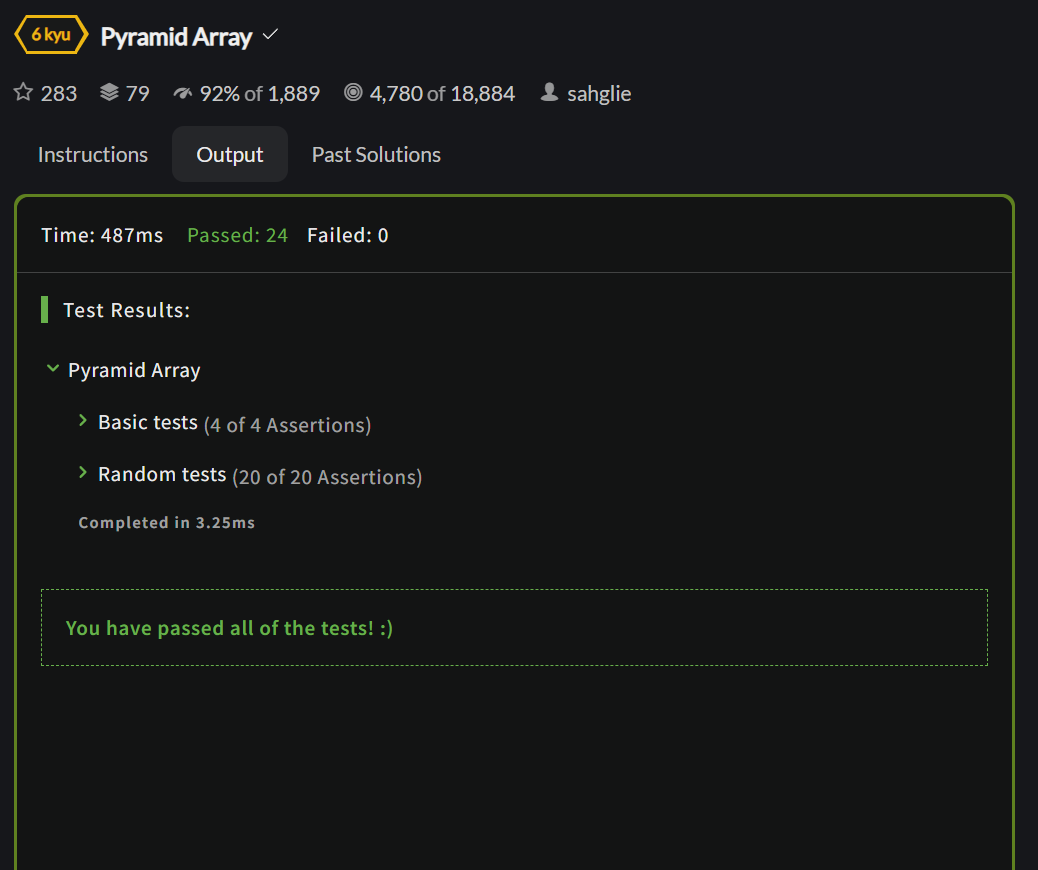 6 kyu Pyramid Array
283 79 92% of 1,889 4,780 of 18,884 sahglie
Instructions Output Past Solutions
Time: 487ms Passed: 24 Failed: 0
Test Results:
Pyramid Array
Basic tests (4 of 4 Assertions)
Random tests (20 of 20 Assertions)
Completed in 3.25ms
You have passed all of the tests! :)